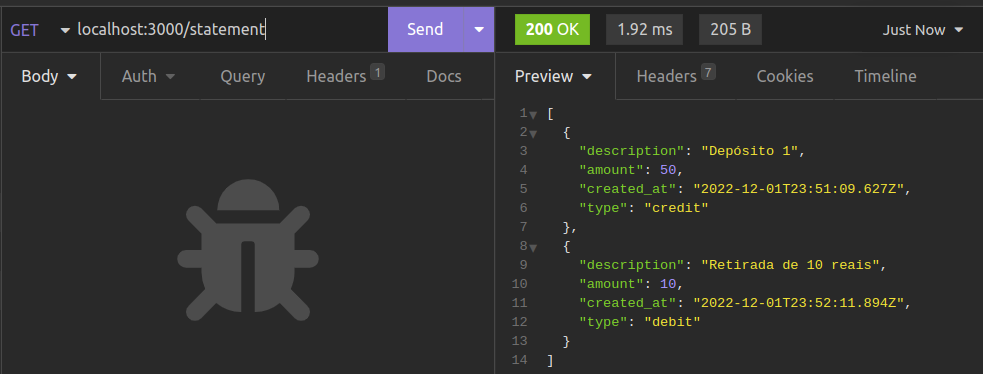 GET localhost:3000/statement Send
Body Auth Query Headers 1 Docs
200 OK 1.92 ms 205 B Just Now
Preview Headers 7 Cookies Timeline
1 [
2 {
3 "description": "Depósito 1",
4 "amount": 50,
5 "created_at": "2022-12-01T23:51:09.627Z",
6 "type": "credit"
7 },
8 {
9 "description": "Retirada de 10 reais",
10 "amount": 10,
11 "created_at": "2022-12-01T23:52:11.894Z",
12 "type": "debit"
13 }
14 ]